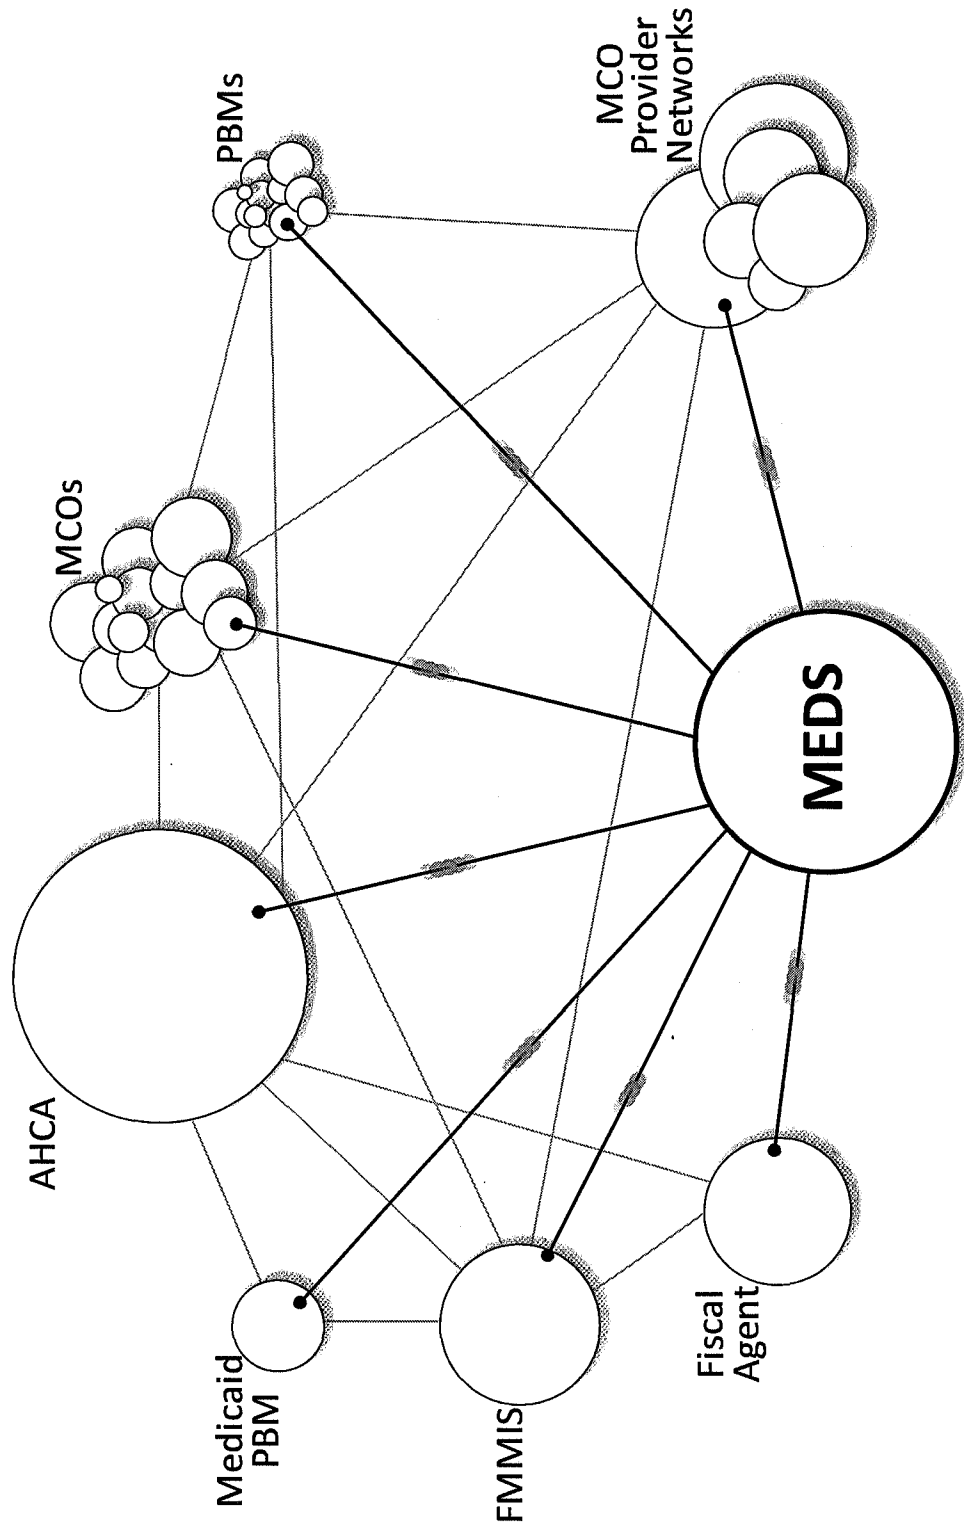 AHCA
MCOs
PBMs
Medicaid
PBM
FMMIS
Fiscal
Agent
MEDS
MCO
Provider
Networks